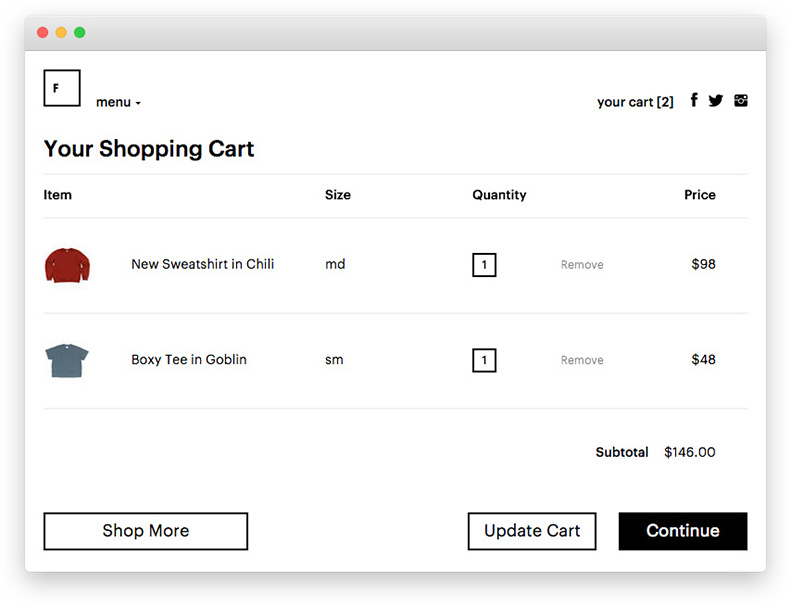 F
menu
your cart [2]
Your Shopping Cart
Item Size Quantity Price
New Sweatshirt in Chili md 1 Remove $98
Boxy Tee in Goblin sm 1 Remove $48
Subtotal $146.00
Shop More Update Cart Continue